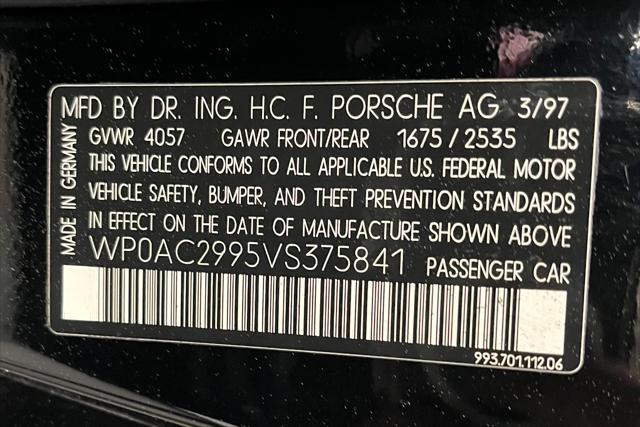 MFD BY DR. ING. H.C. F. PORSCHE AG 3/97
GVWR 4057 GAWR FRONT/REAR 1675 / 2535 LBS
THIS VEHICLE CONFORMS TO ALL APPLICABLE U.S. FEDERAL MOTOR
VEHICLE SAFETY, BUMPER, AND THEFT PREVENTION STANDARDS
IN EFFECT ON THE DATE OF MANUFACTURE SHOWN ABOVE
WP0AC2995VS375841 PASSENGER CAR
MADE IN GERMANY
993.701.112.06